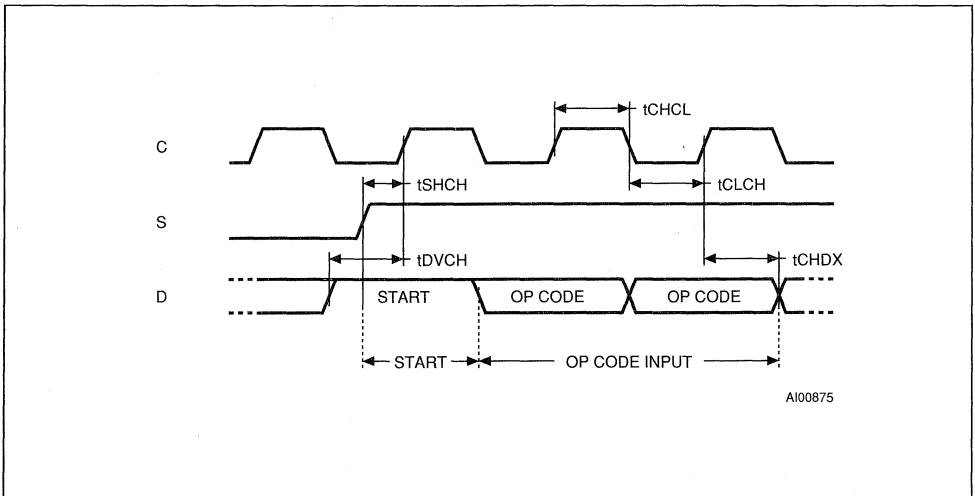 tCHCL
C
tSHCH
tCLCH
S
tDVCH
tCHDX
D
START
OP CODE
OP CODE
START
OP CODE INPUT
AI00875